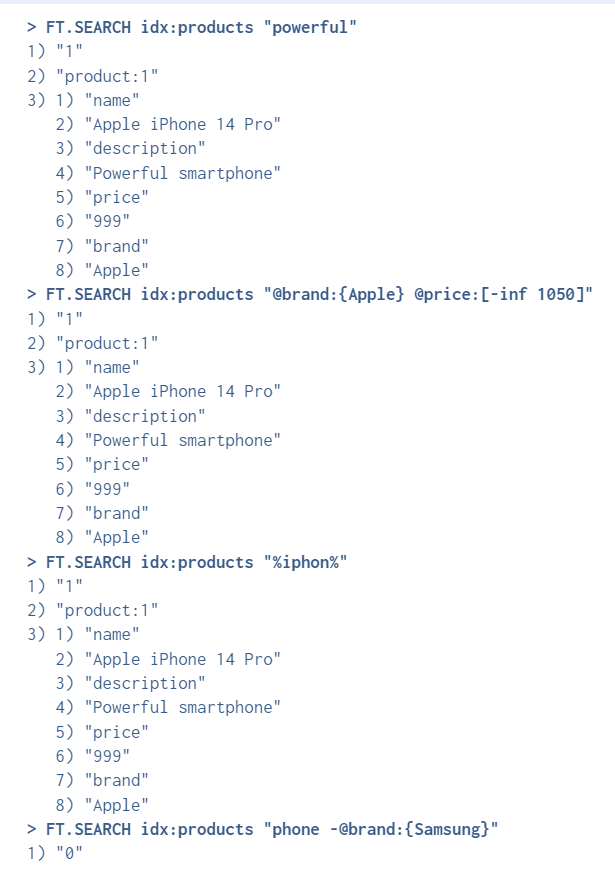 > FT.SEARCH idx:products "powerful"
1) "1"
2) "product:1"
3) 1) "name"
   2) "Apple iPhone 14 Pro"
   3) "description"
   4) "Powerful smartphone"
   5) "price"
   6) "999"
   7) "brand"
   8) "Apple"
> FT.SEARCH idx:products "@brand:{Apple} @price:[-inf 1050]"
1) "1"
2) "product:1"
3) 1) "name"
   2) "Apple iPhone 14 Pro"
   3) "description"
   4) "Powerful smartphone"
   5) "price"
   6) "999"
   7) "brand"
   8) "Apple"
> FT.SEARCH idx:products "%iphon%"
1) "1"
2) "product:1"
3) 1) "name"
   2) "Apple iPhone 14 Pro"
   3) "description"
   4) "Powerful smartphone"
   5) "price"
   6) "999"
   7) "brand"
   8) "Apple"
> FT.SEARCH idx:products "phone -@brand:{Samsung}"
1) "0"